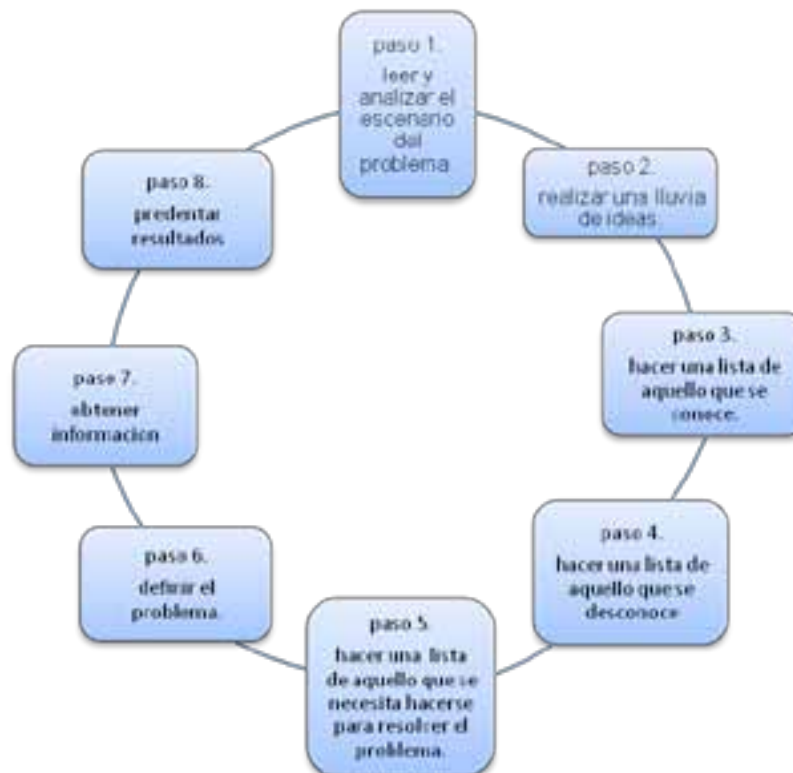 paso 1.
leer y
analizar el
escenario
del
problema
paso 2.
realizar una lluvia
de ideas.
paso 3.
hacer una lista de
aquello que se
conoce.
paso 4.
hacer una lista de
aquello que se
desconoce
paso 5.
hacer una lista
de aquello que se
necesita hacerse
para resolver el
problema.
paso 6.
definir el
problema.
paso 7.
obtener
informacion
paso 8.
predentar
resultados